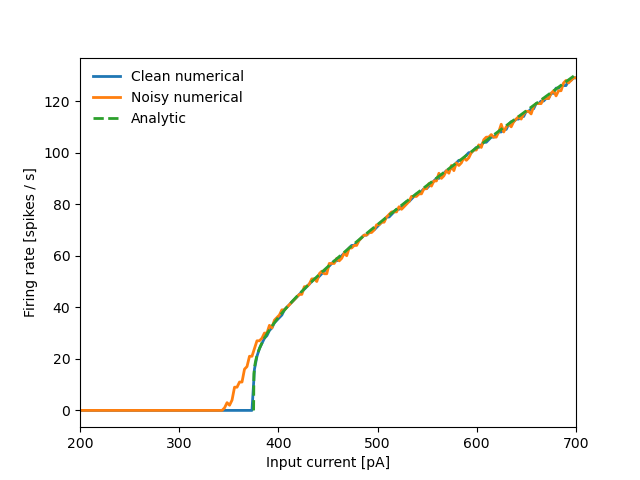 Clean numerical
Noisy numerical
Analytic
120
100
80
60
40
20
0
Firing rate [spikes / s]
200 300 400 500 600 700
Input current [pA]